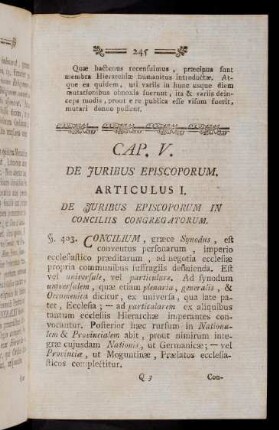 245
Quæ hactenus recensuimus, præcipua sunt
membra Hierarchiæ humanitus introductæ. At-
que ea quidem, uti variis in hunc usque diem
mutationibus obnoxia fuerunt, ita & variis dein-
ceps modis, prout e re publica esse visum fuerit,
mutari denuo possent.
CAP. V.
DE JURIBUS EPISCOPORUM.
ARTICULUS I.
DE JURIBUS EPISCOPORUM IN
CONCILIIS CONGREGATORUM.
§. 403. CONCILIUM, græce Synodus, est
conventus personarum, imperio
ecclesiastico præditarum, ad negotia ecclesiæ
propria communibus suffragiis definienda. Est
vel universale, vel particulare. Ad synodum
universalem, quæ etiam plenaria, generalis, &
Oecumenica dicitur, ex universa, qua late pa-
tet, Ecclesia; — ad particularem ex aliquibus
tantum ecclesiis Hierarchæ imperantes con-
vocantur. Posterior hæc rursum in Nationa-
lem & Provincialem abit, prout nimirum inte-
græ cujusdam Nationis, ut Germanicæ; — vel
Provinciæ, ut Moguntinæ, Prælatos ecclesia-
sticos complectitur.
Q 3 Con-